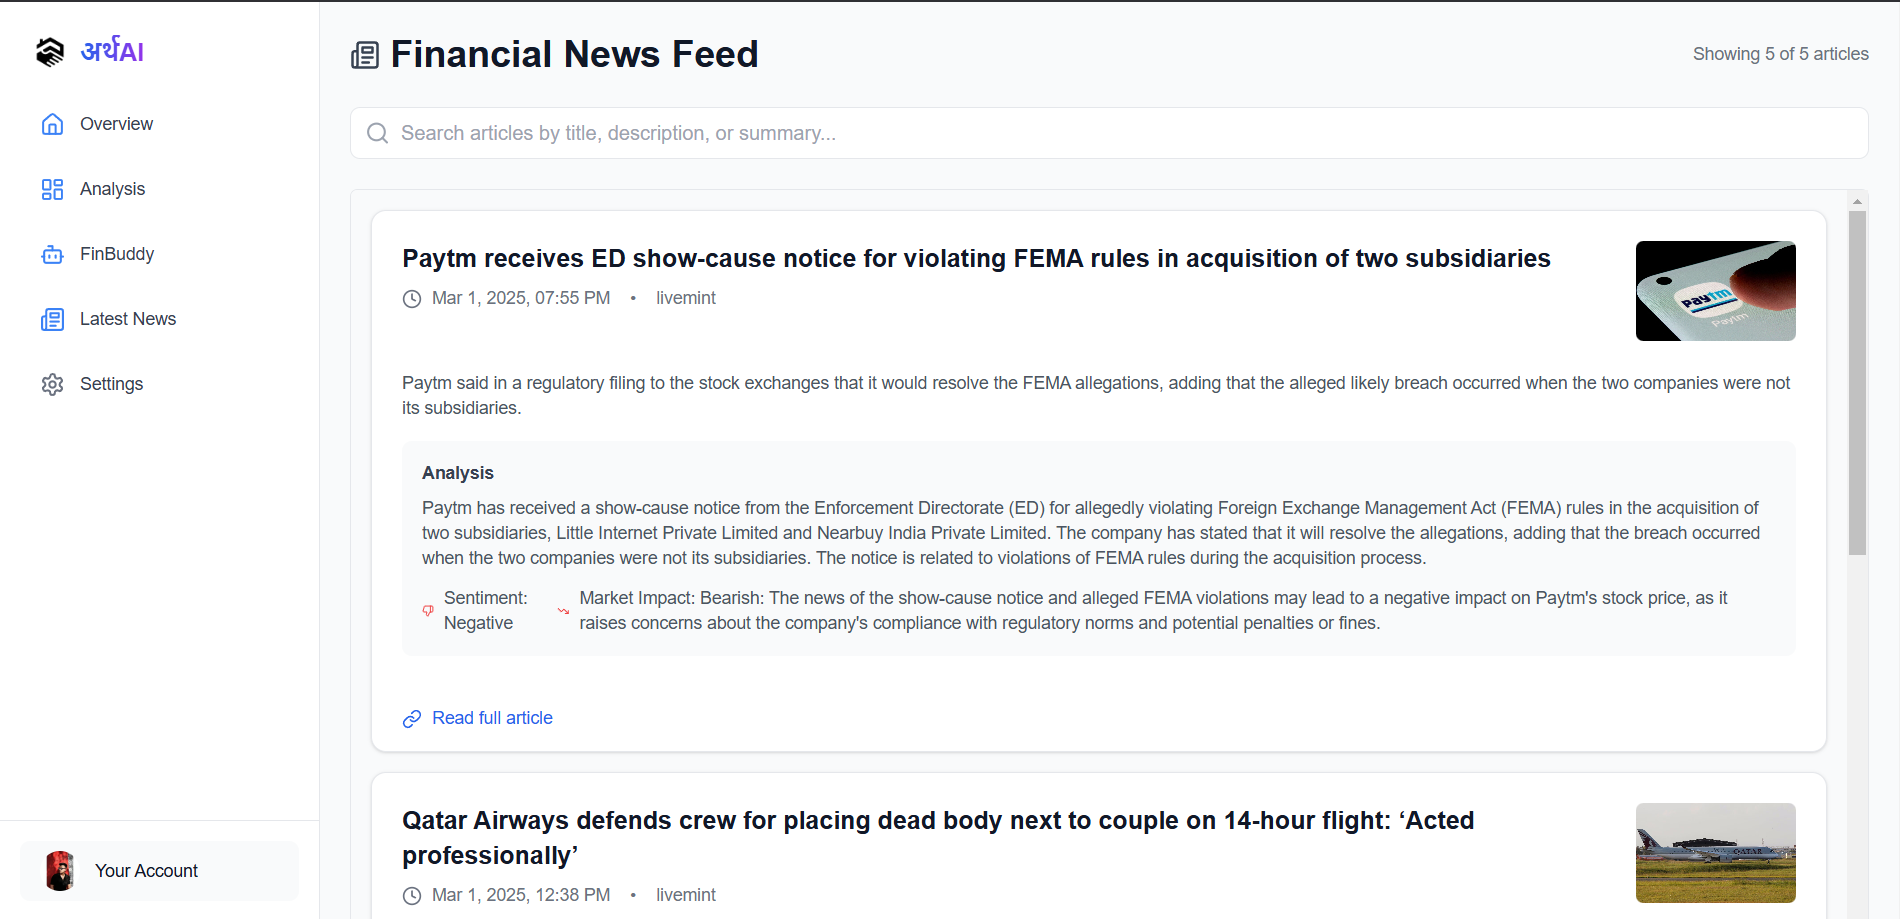 अर्थAI
Overview
Analysis
FinBuddy
Latest News
Settings
Your Account
Financial News Feed
Showing 5 of 5 articles
Search articles by title, description, or summary...
Paytm receives ED show-cause notice for violating FEMA rules in acquisition of two subsidiaries
Mar 1, 2025, 07:55 PM • livemint
paytm
Paytm
Paytm said in a regulatory filing to the stock exchanges that it would resolve the FEMA allegations, adding that the alleged likely breach occurred when the two companies were not
its subsidiaries.
Analysis
Paytm has received a show-cause notice from the Enforcement Directorate (ED) for allegedly violating Foreign Exchange Management Act (FEMA) rules in the acquisition of
two subsidiaries, Little Internet Private Limited and Nearbuy India Private Limited. The company has stated that it will resolve the allegations, adding that the breach occurred
when the two companies were not its subsidiaries. The notice is related to violations of FEMA rules during the acquisition process.
Sentiment:
Negative
Market Impact: Bearish: The news of the show-cause notice and alleged FEMA violations may lead to a negative impact on Paytm's stock price, as it
raises concerns about the company's compliance with regulatory norms and potential penalties or fines.
Read full article
Qatar Airways defends crew for placing dead body next to couple on 14-hour flight: ‘Acted
professionally’
Mar 1, 2025, 12:38 PM • livemint
QATAR